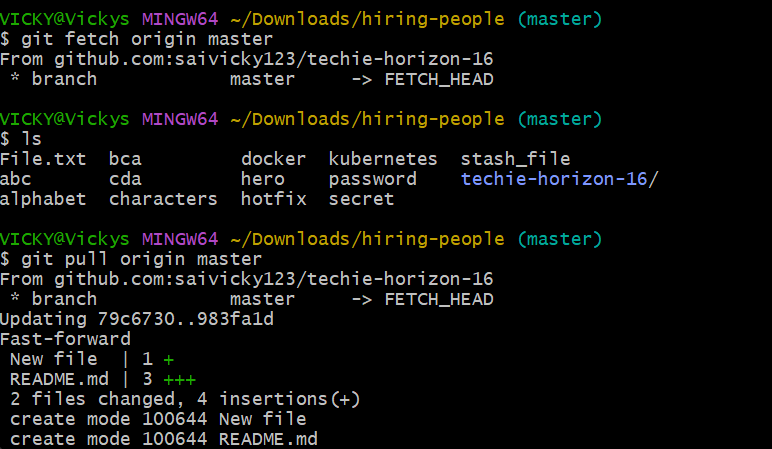 VICKY@Vickys MINGW64 ~/Downloads/hiring-people (master)
$ git fetch origin master
From github.com:saivicky123/techie-horizon-16
 * branch            master     -> FETCH_HEAD

VICKY@Vickys MINGW64 ~/Downloads/hiring-people (master)
$ ls
File.txt  bca         docker  kubernetes  stash_file
abc       cda         hero    password    techie-horizon-16/
alphabet  characters  hotfix  secret

VICKY@Vickys MINGW64 ~/Downloads/hiring-people (master)
$ git pull origin master
From github.com:saivicky123/techie-horizon-16
 * branch            master     -> FETCH_HEAD
Updating 79c6730..983fa1d
Fast-forward
 New file  | 1 +
 README.md | 3 +++
 2 files changed, 4 insertions(+)
 create mode 100644 New file
 create mode 100644 README.md